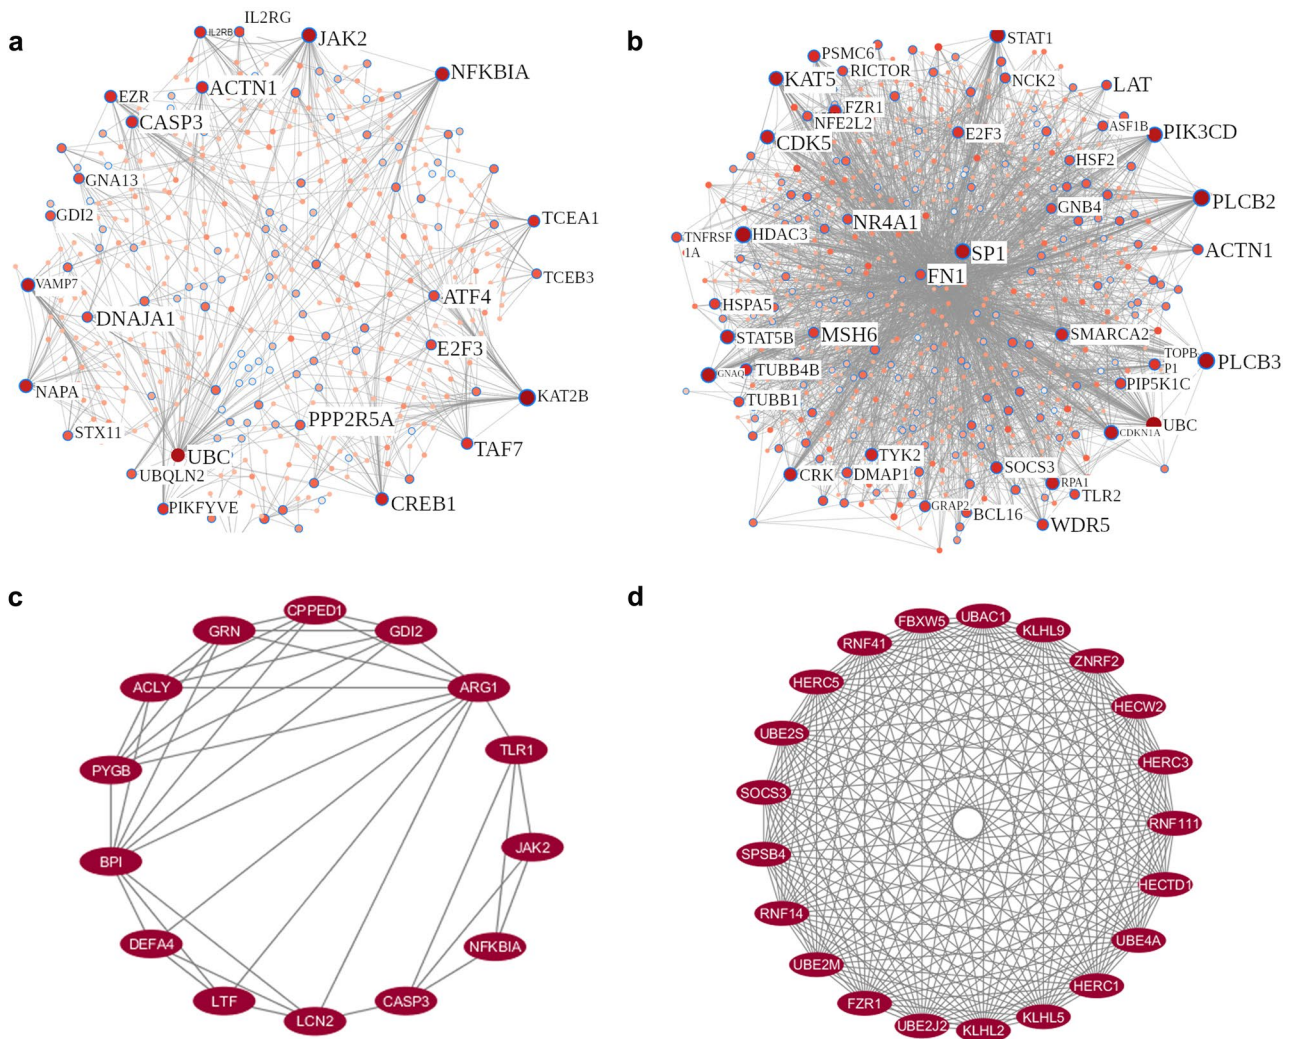 a
IL2RB
IL2RG
JAK2
NFKBIA
ACTN1
EZR
CASP3
GNA13
GDI2
TCEA1
TCEB3
VAMP7
ATF4
DNAJA1
E2F3
NAPA
KAT2B
PPP2R5A
STX11
TAF7
UBC
UBQLN2
CREB1
PIKFYVE
b
STAT1
PSMC6
RICTOR
KAT5
NCK2
LAT
FZR1
NFE2L2
ASF1B
PIK3CD
E2F3
CDK5
HSF2
PLCB2
GNB4
NR4A1
HDAC3
TNFRSF
1A
SP1
ACTN1
FN1
HSPA5
MSH6
SMARCA2
STAT5B
TOPB
P1
PLCB3
GNAQ
TUBB4B
PIP5K1C
TUBB1
UBC
CDKN1A
TYK2
SOCS3
CRK
DMAP1
RPA1
TLR2
GRAP2
BCL16
WDR5
c
CPPED1
GRN
GDI2
ACLY
ARG1
TLR1
PYGB
JAK2
BPI
DEFA4
NFKBIA
LTF
CASP3
LCN2
d
UBAC1
FBXW5
KLHL9
RNF41
ZNRF2
HERC5
HECW2
UBE2S
HERC3
SOCS3
RNF111
SPSB4
HECTD1
RNF14
UBE4A
UBE2M
HERC1
FZR1
KLHL5
UBE2J2
KLHL2